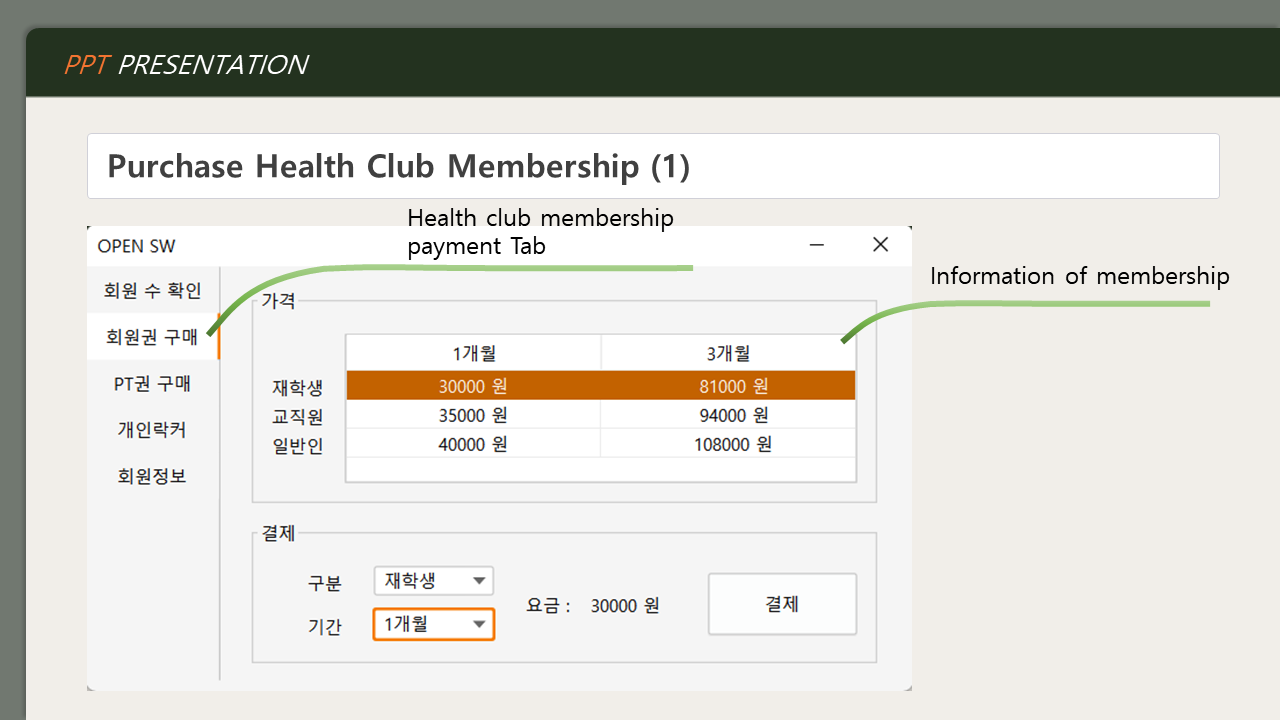 PPT PRESENTATION
Purchase Health Club Membership (1)
Health club membership
payment Tab
Information of membership
OPEN SW
회원 수 확인
회원권 구매
PT권 구매
개인락커
회원정보
가격
1개월 3개월
재학생 30000 원 81000 원
교직원 35000 원 94000 원
일반인 40000 원 108000 원
결제
구분 재학생
기간 1개월
요금 : 30000 원
결제